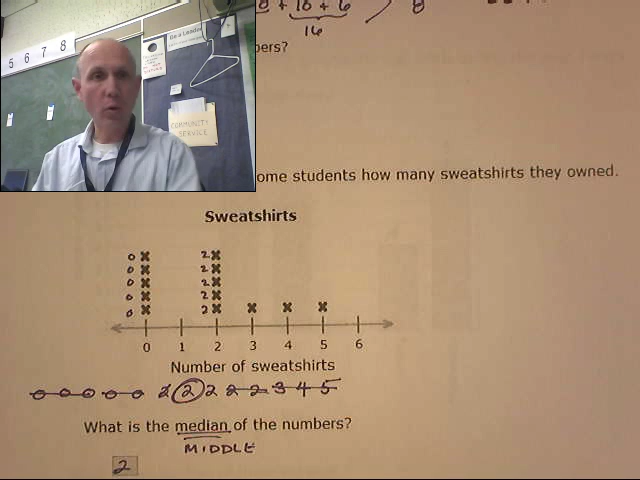 8 + 10 + 6
8
16
bers?
5 6 7 8
Be a Leader
COMMUNITY
SERVICE
ome students how many sweatshirts they owned.
Sweatshirts
0 x 2 x
0 x 2 x
0 x 2 x
0 x 2 x
0 x 2 x x x x
0 1 2 3 4 5 6
Number of sweatshirts
0 0 0 0 0 2 2 2 2 2 3 4 5
What is the median of the numbers?
MIDDLE
2